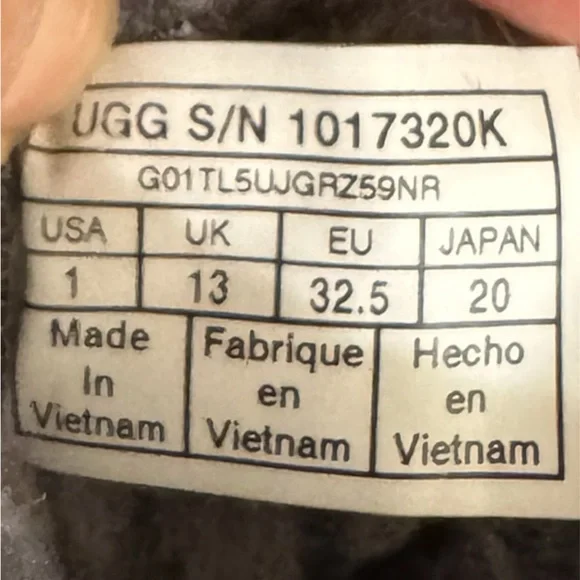 UGG S/N 1017320K
G01TL5UJGRZ59NR
USA UK EU JAPAN
1 13 32.5 20
Made Fabrique Hecho
In en en
Vietnam Vietnam Vietnam